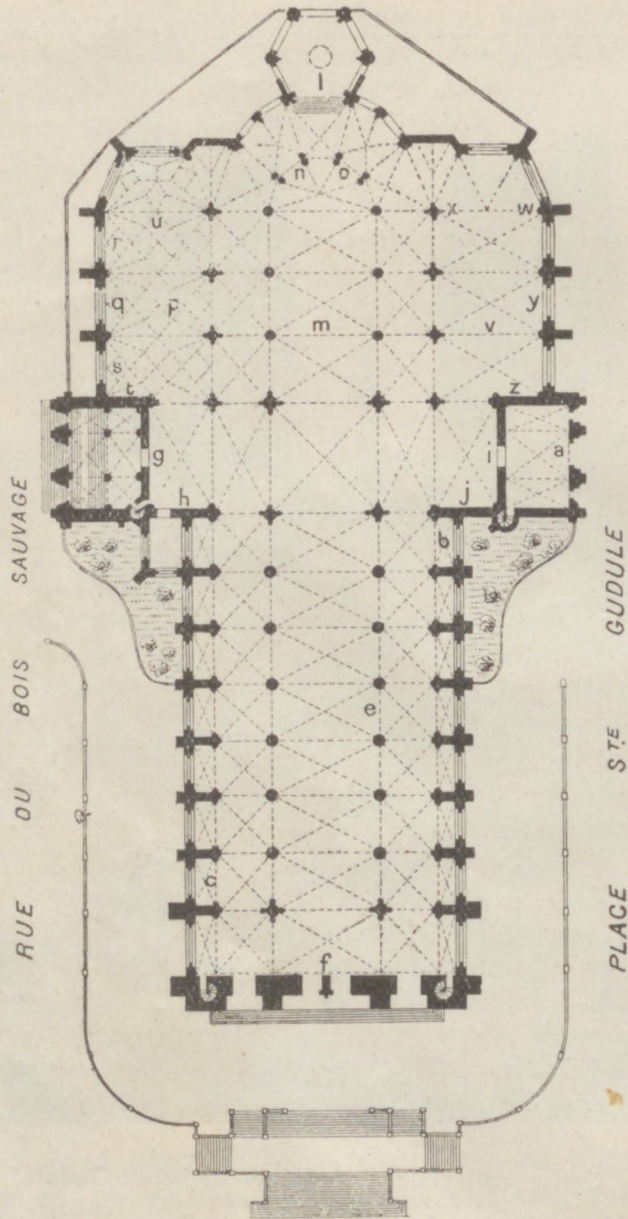 l
n o
u x w
r
q p m v y
s
t z
g i a
h j
b
e
c
f
RUE DU BOIS SAUVAGE
PLACE STE GUDULE